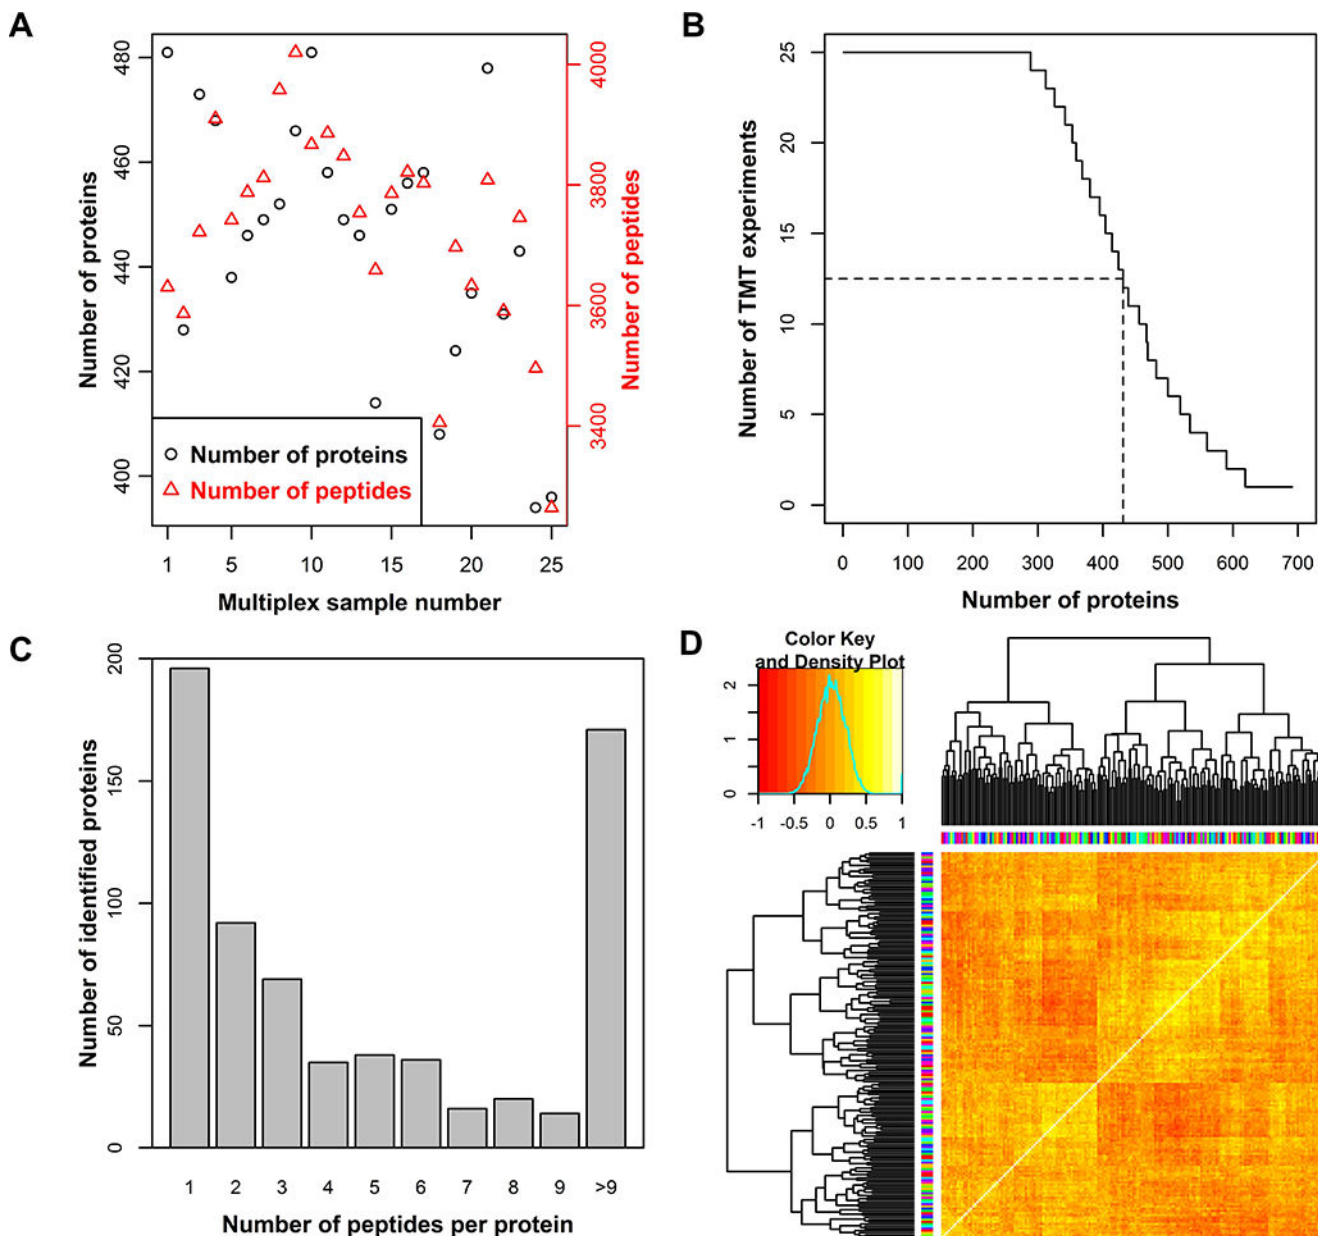 A
480
460
440
420
400
Number of proteins
4000
3800
3600
3400
Number of peptides
Number of proteins
Number of peptides
1 5 10 15 20 25
Multiplex sample number
B
25
20
15
10
5
0
Number of TMT experiments
0 100 200 300 400 500 600 700
Number of proteins
C
200
150
100
50
0
Number of identified proteins
1 2 3 4 5 6 7 8 9 >9
Number of peptides per protein
D
Color Key
and Density Plot
2
1
0
-1 -0.5 0 0.5 1